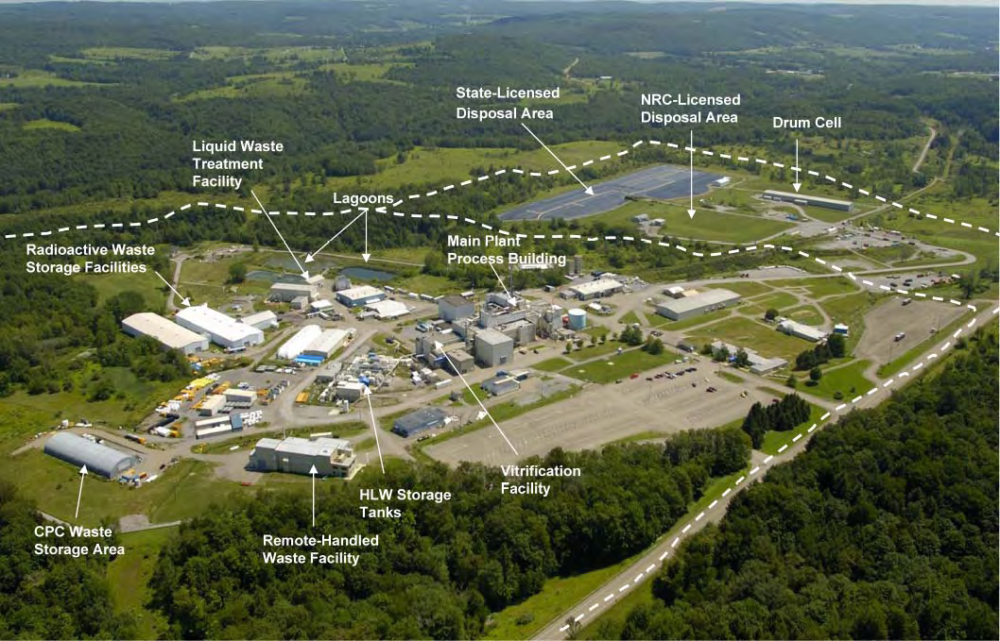 State-Licensed
Disposal Area
NRC-Licensed
Disposal Area
Drum Cell
Liquid Waste
Treatment
Facility
Lagoons
Main Plant
Process Building
Radioactive Waste
Storage Facilities
Vitrification
Facility
HLW Storage
Tanks
CPC Waste
Storage Area
Remote-Handled
Waste Facility